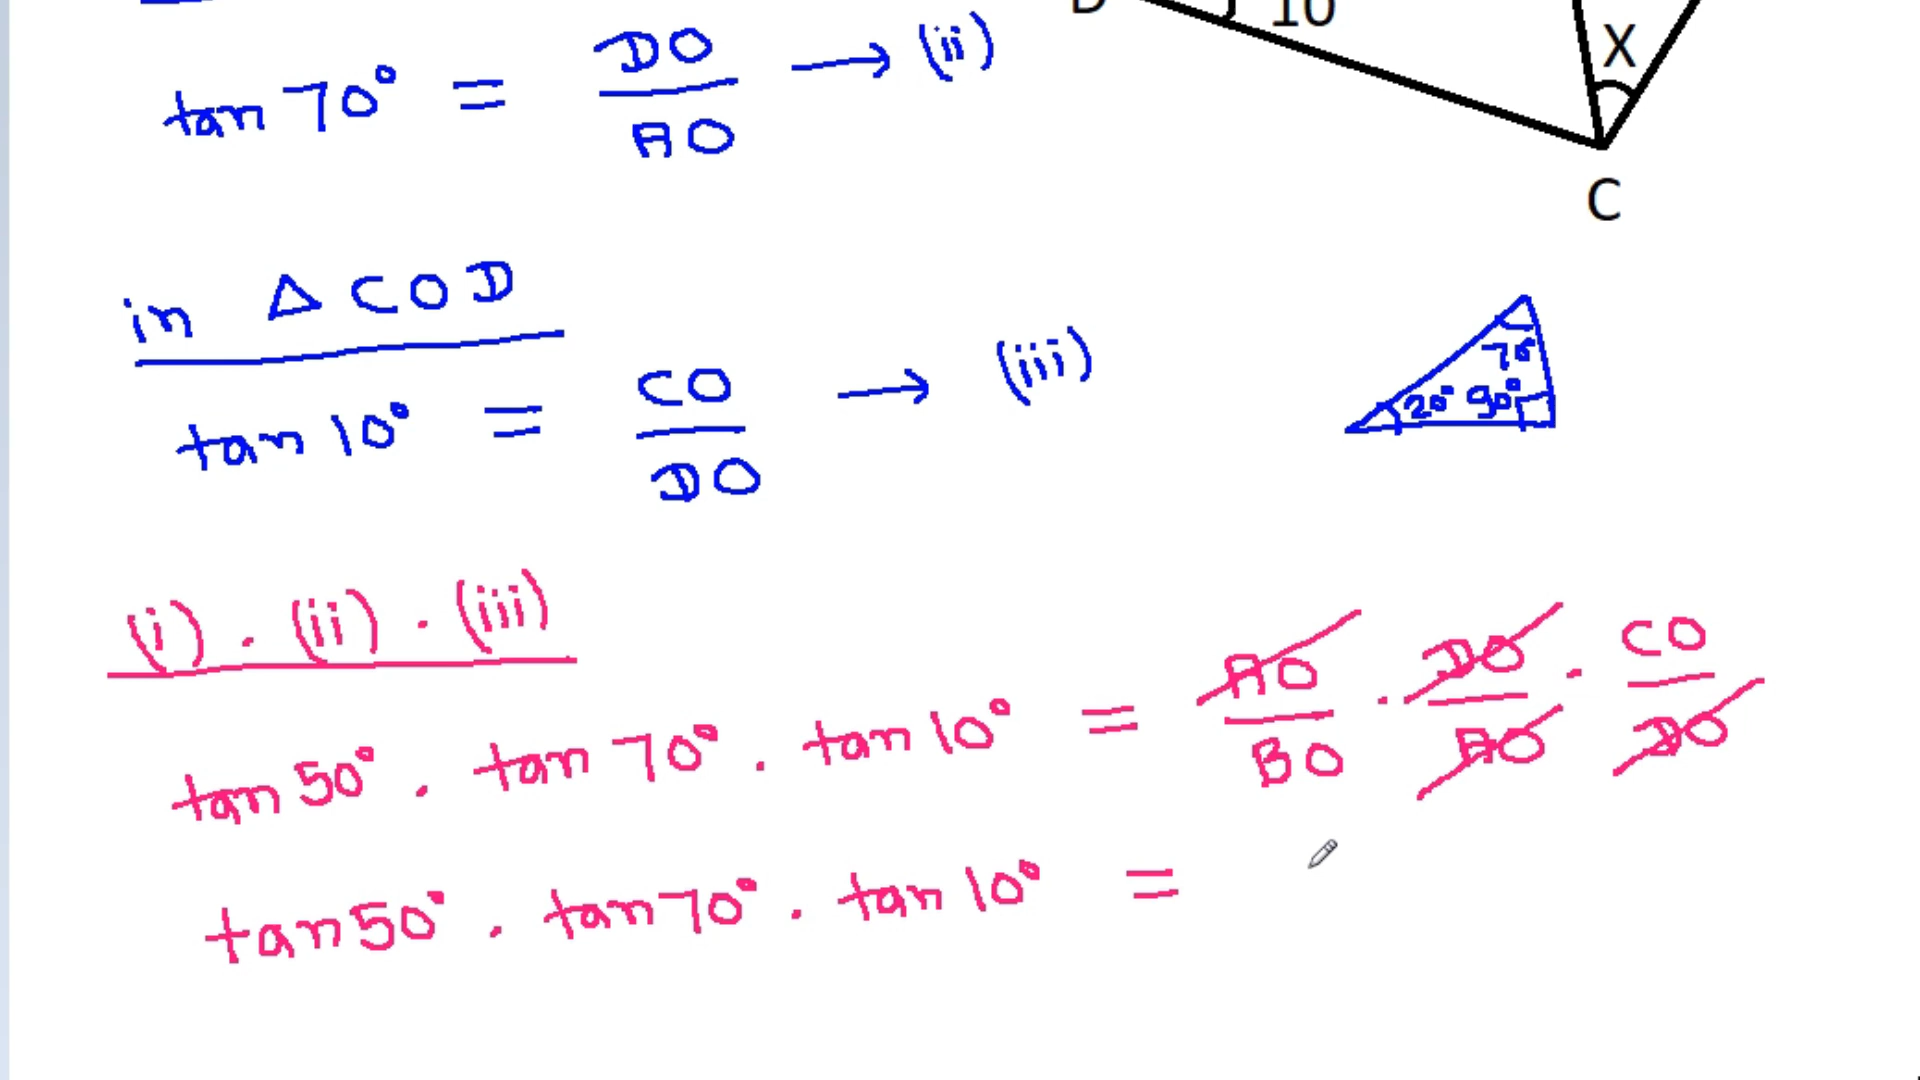 tan 70° = DO/AO → (ii)
D
10
X
C
in Δ COD
tan 10° = CO/DO → (iii)
70°
20° 90°
(i) . (ii) . (iii)
tan 50° . tan 70° . tan 10° = AO/BO . DO/AO . CO/DO
tan 50° . tan 70° . tan 10° =